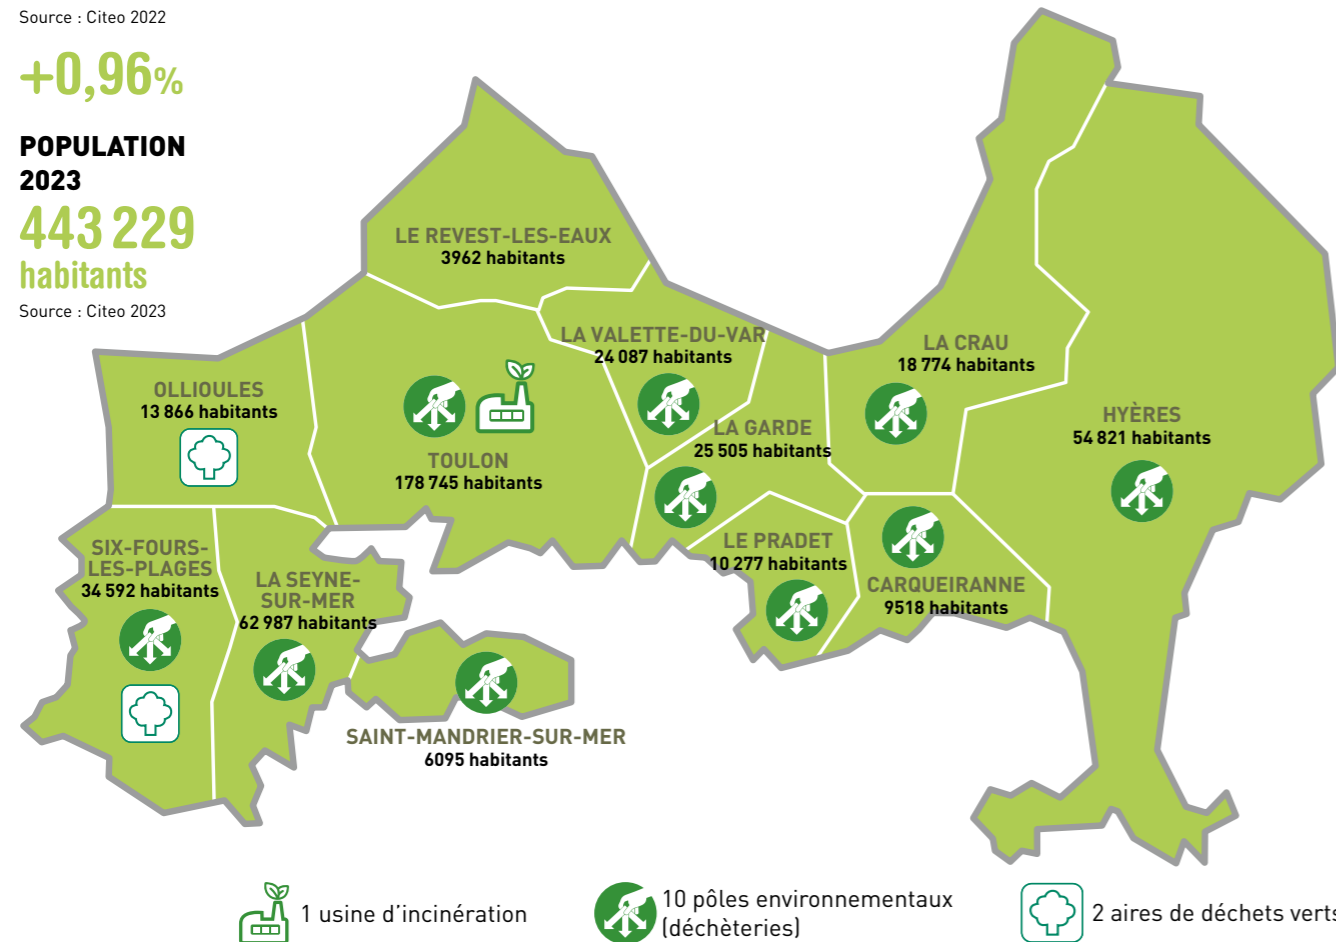 Source : Citeo 2022
+0,96%
POPULATION
2023
443 229
habitants
Source : Citeo 2023
LE REVEST-LES-EAUX
3962 habitants
LA VALETTE-DU-VAR
24 087 habitants
LA CRAU
18 774 habitants
OLLIOULES
13 866 habitants
HYÈRES
54 821 habitants
LA GARDE
25 505 habitants
TOULON
178 745 habitants
SIX-FOURS-
LES-PLAGES
34 592 habitants
LE PRADET
10 277 habitants
LA SEYNE-
SUR-MER
62 987 habitants
CARQUEIRANNE
9518 habitants
SAINT-MANDRIER-SUR-MER
6095 habitants
1 usine d'incinération
10 pôles environnementaux
(déchèteries)
2 aires de déchets verts